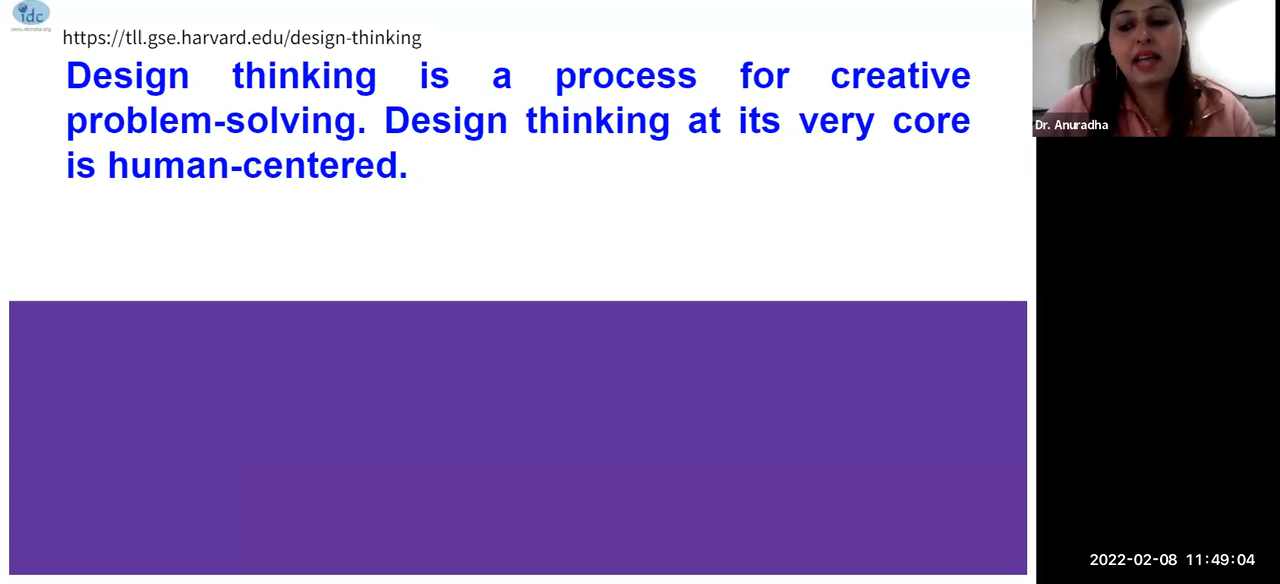 idc
https://tll.gse.harvard.edu/design-thinking
Design thinking is a process for creative
problem-solving. Design thinking at its very core
is human-centered.
Dr. Anuradha
2022-02-08 11:49:04